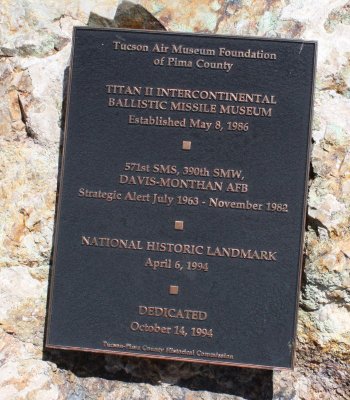 Tucson Air Museum Foundation
of Pima County
TITAN II INTERCONTINENTAL
BALLISTIC MISSILE MUSEUM
Established May 8, 1986
571st SMS, 390th SMW,
DAVIS-MONTHAN AFB
Strategic Alert July 1963 - November 1982
NATIONAL HISTORIC LANDMARK
April 6, 1994
DEDICATED
October 14, 1994
Tucson-Pima County Historical Commission